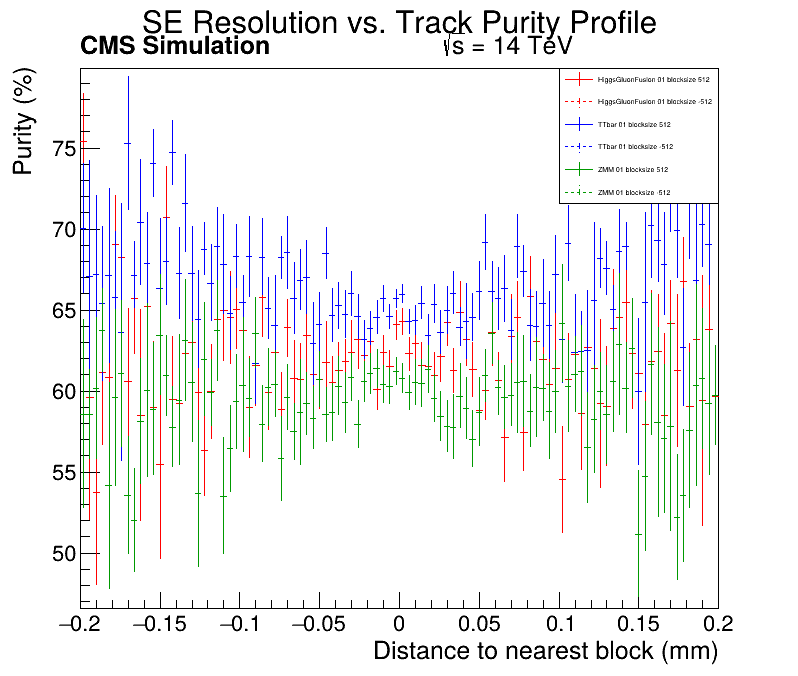 SE Resolution vs. Track Purity Profile
CMS Simulation
√s = 14 TeV
Purity (%)
HiggsGluonFusion 01 blocksize 512
HiggsGluonFusion 01 blocksize -512
TTbar 01 blocksize 512
TTbar 01 blocksize -512
ZMM 01 blocksize 512
ZMM 01 blocksize -512
75
70
65
60
55
50
−0.2 −0.15 −0.1 −0.05 0 0.05 0.1 0.15 0.2
Distance to nearest block (mm)